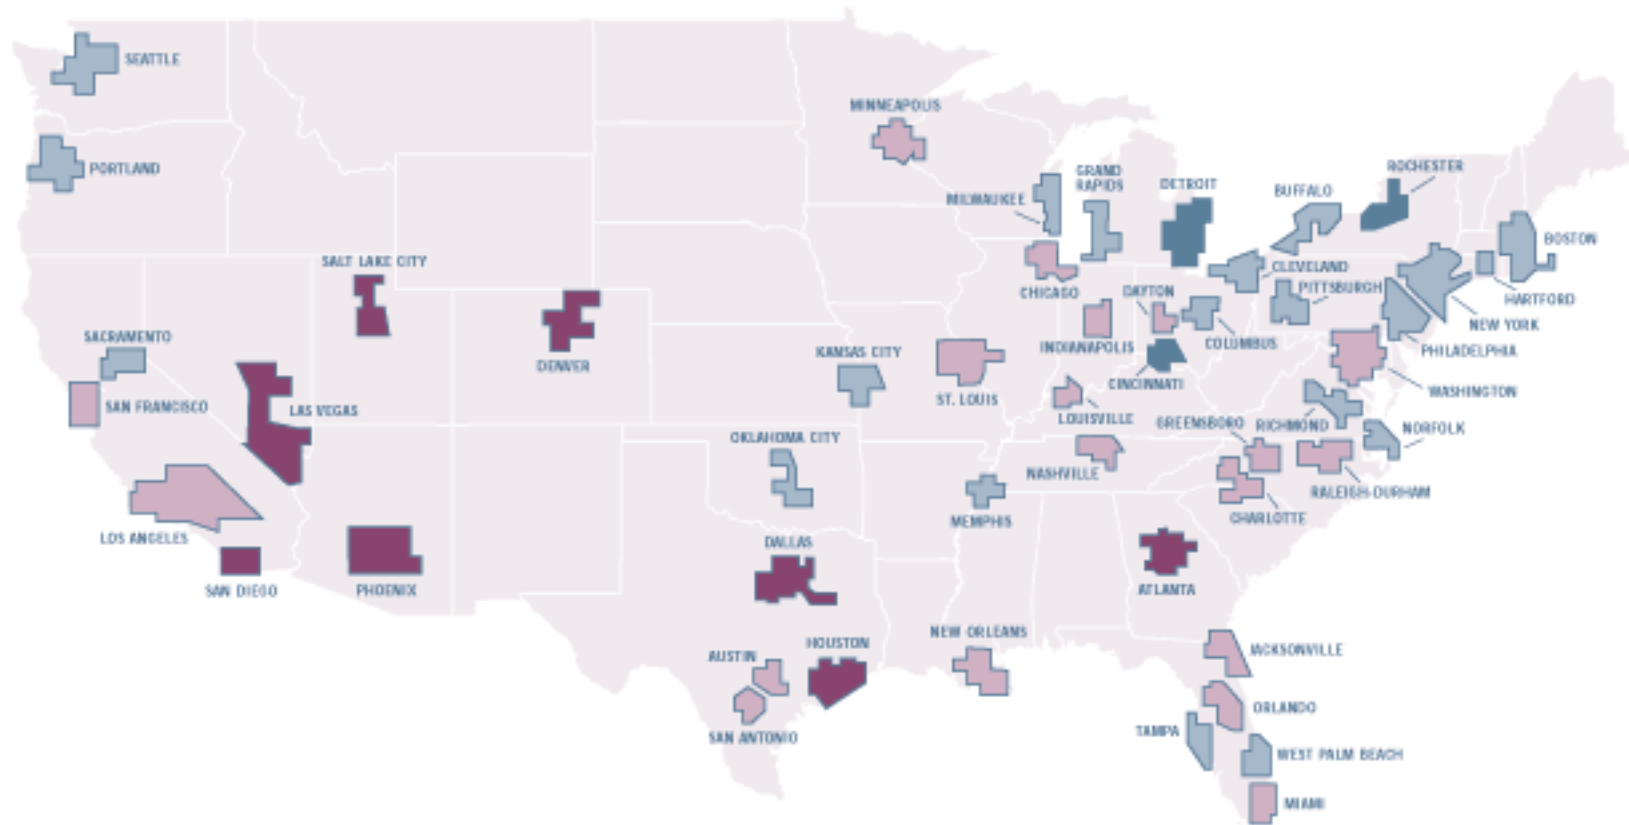 SEATTLE
MINNEAPOLIS
PORTLAND
ROCHESTER
GRAND
RAPIDS
DETROIT
BUFFALO
MILWAUKEE
BOSTON
SALT LAKE CITY
CLEVELAND
CHICAGO
DAYTON
PITTSBURGH
HARTFORD
NEW YORK
SACRAMENTO
INDIANAPOLIS
COLUMBUS
KANSAS CITY
PHILADELPHIA
DENVER
CINCINNATI
WASHINGTON
ST. LOUIS
SAN FRANCISCO
LAS VEGAS
LOUISVILLE
GREENSBORO
RICHMOND
NORFOLK
OKLAHOMA CITY
NASHVILLE
RALEIGH-DURHAM
MEMPHIS
CHARLOTTE
LOS ANGELES
DALLAS
SAN DIEGO
PHOENIX
ATLANTA
NEW ORLEANS
HOUSTON
JACKSONVILLE
AUSTIN
ORLANDO
TAMPA
SAN ANTONIO
WEST PALM BEACH
MIAMI